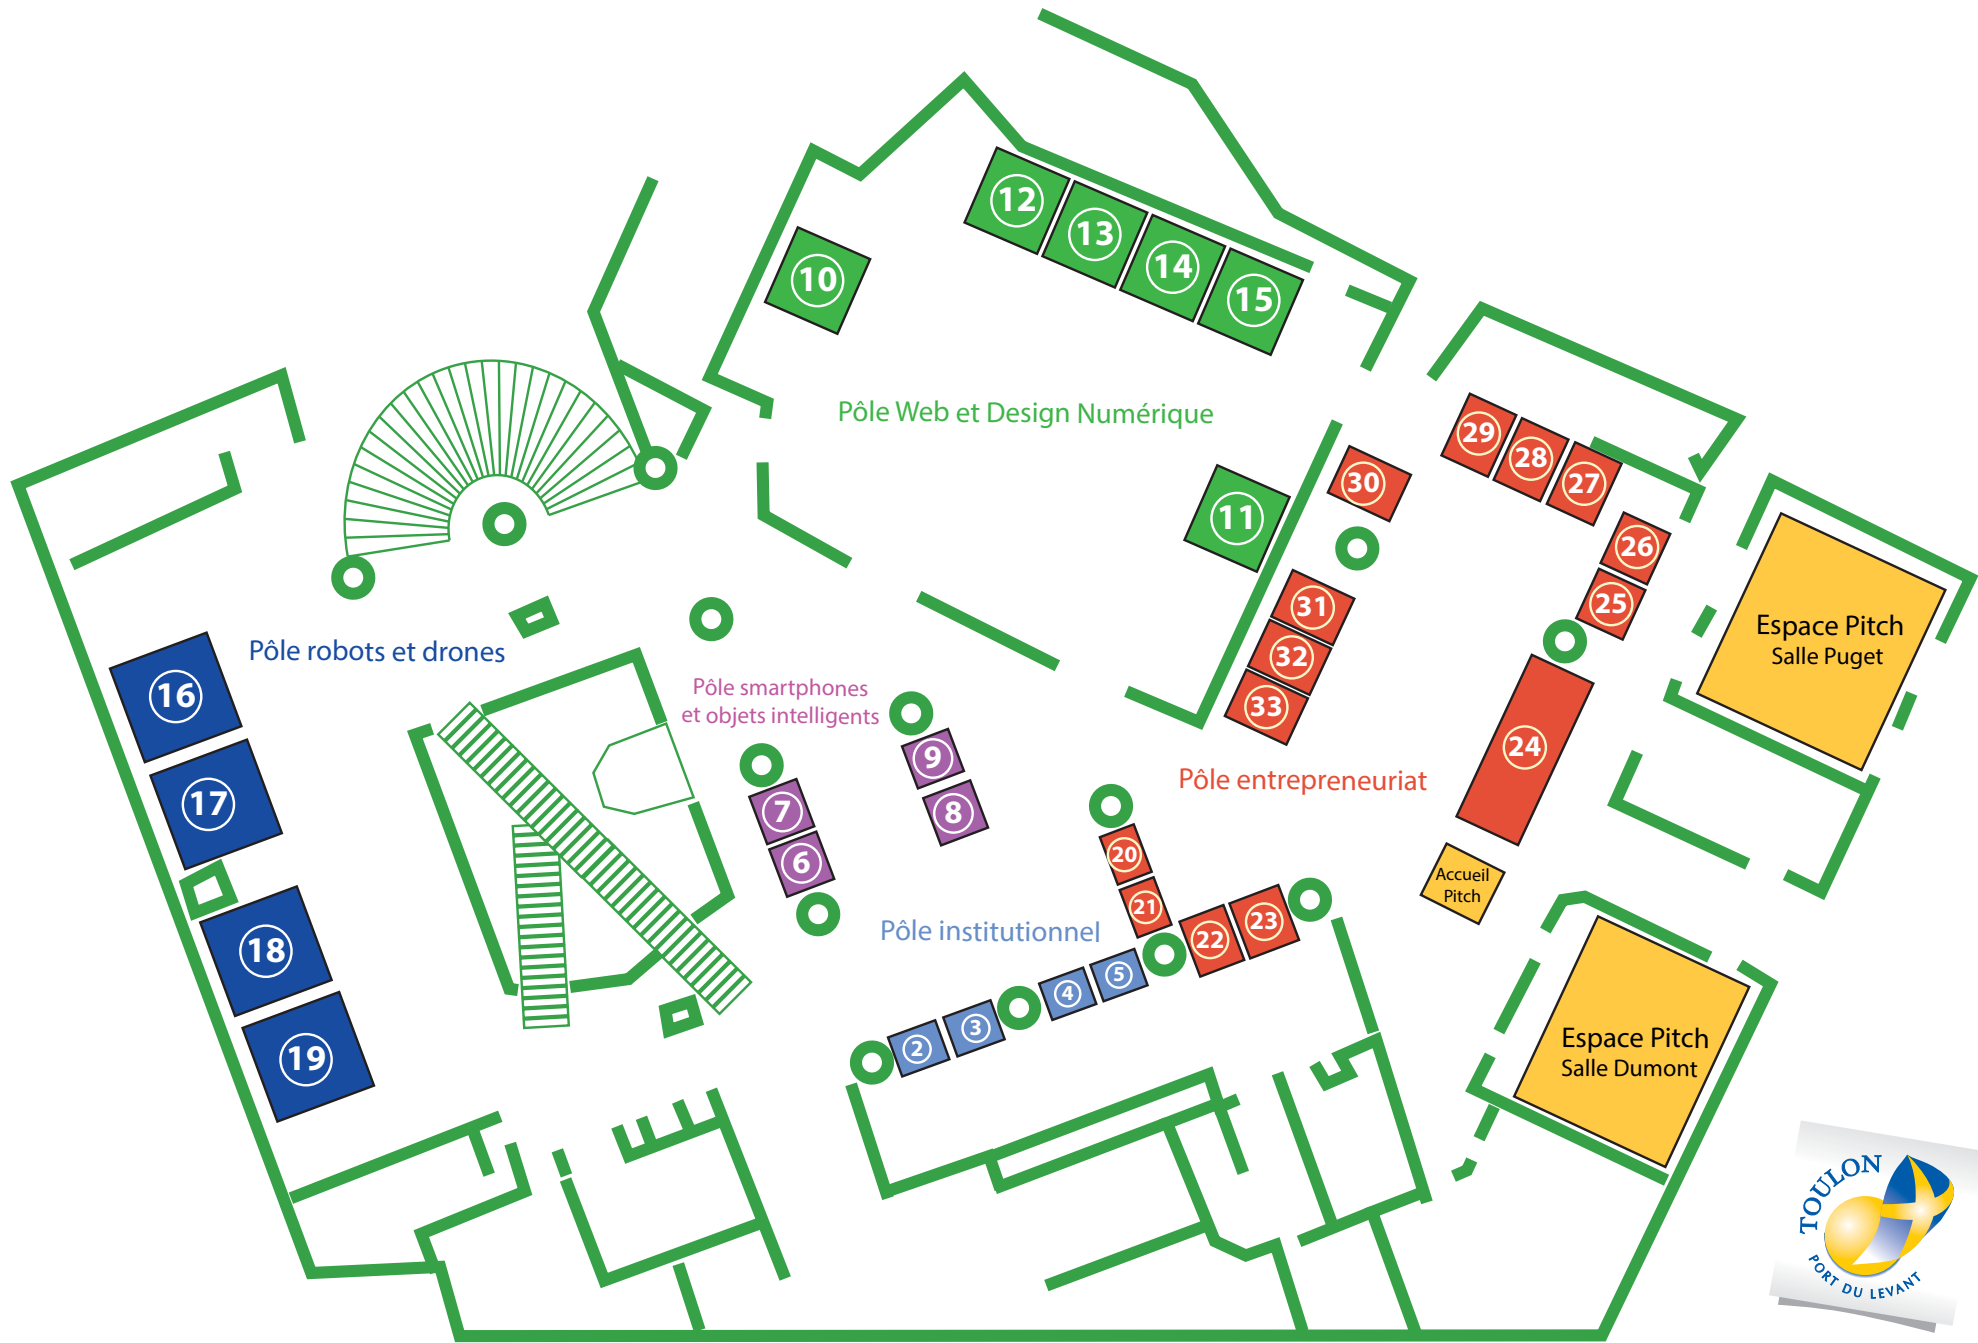 12
13
14
15
10
Pôle Web et Design Numérique
11
30
29
28
27
26
25
31
32
33
Espace Pitch
Salle Puget
Pôle robots et drones
16
17
18
19
Pôle smartphones
et objets intelligents
9
8
7
6
24
Pôle entrepreneuriat
20
21
22
23
Accueil
Pitch
Pôle institutionnel
5
4
3
2
Espace Pitch
Salle Dumont
TOULON
PORT DU LEVANT